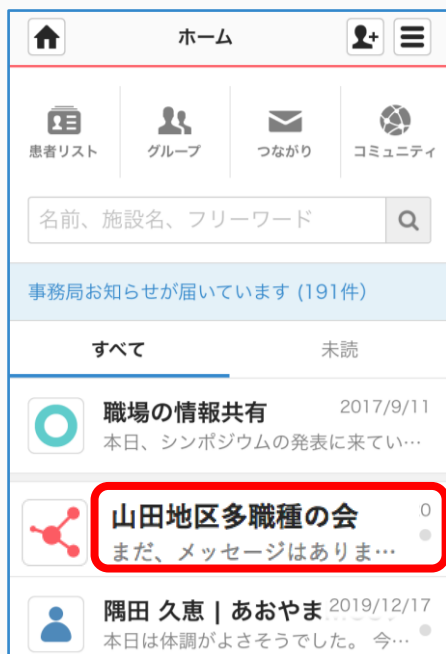 ホーム
患者リスト
グループ
つながり
コミュニティ
名前、施設名、フリーワード
事務局お知らせが届いています (191件)
すべて
未読
職場の情報共有 2017/9/11
本日、シンポジウムの発表に来てい…
山田地区多職種の会 0
まだ、メッセージはありま…
隅田 久恵 | あおやま 2019/12/17
本日は体調がよさそうでした。 今…